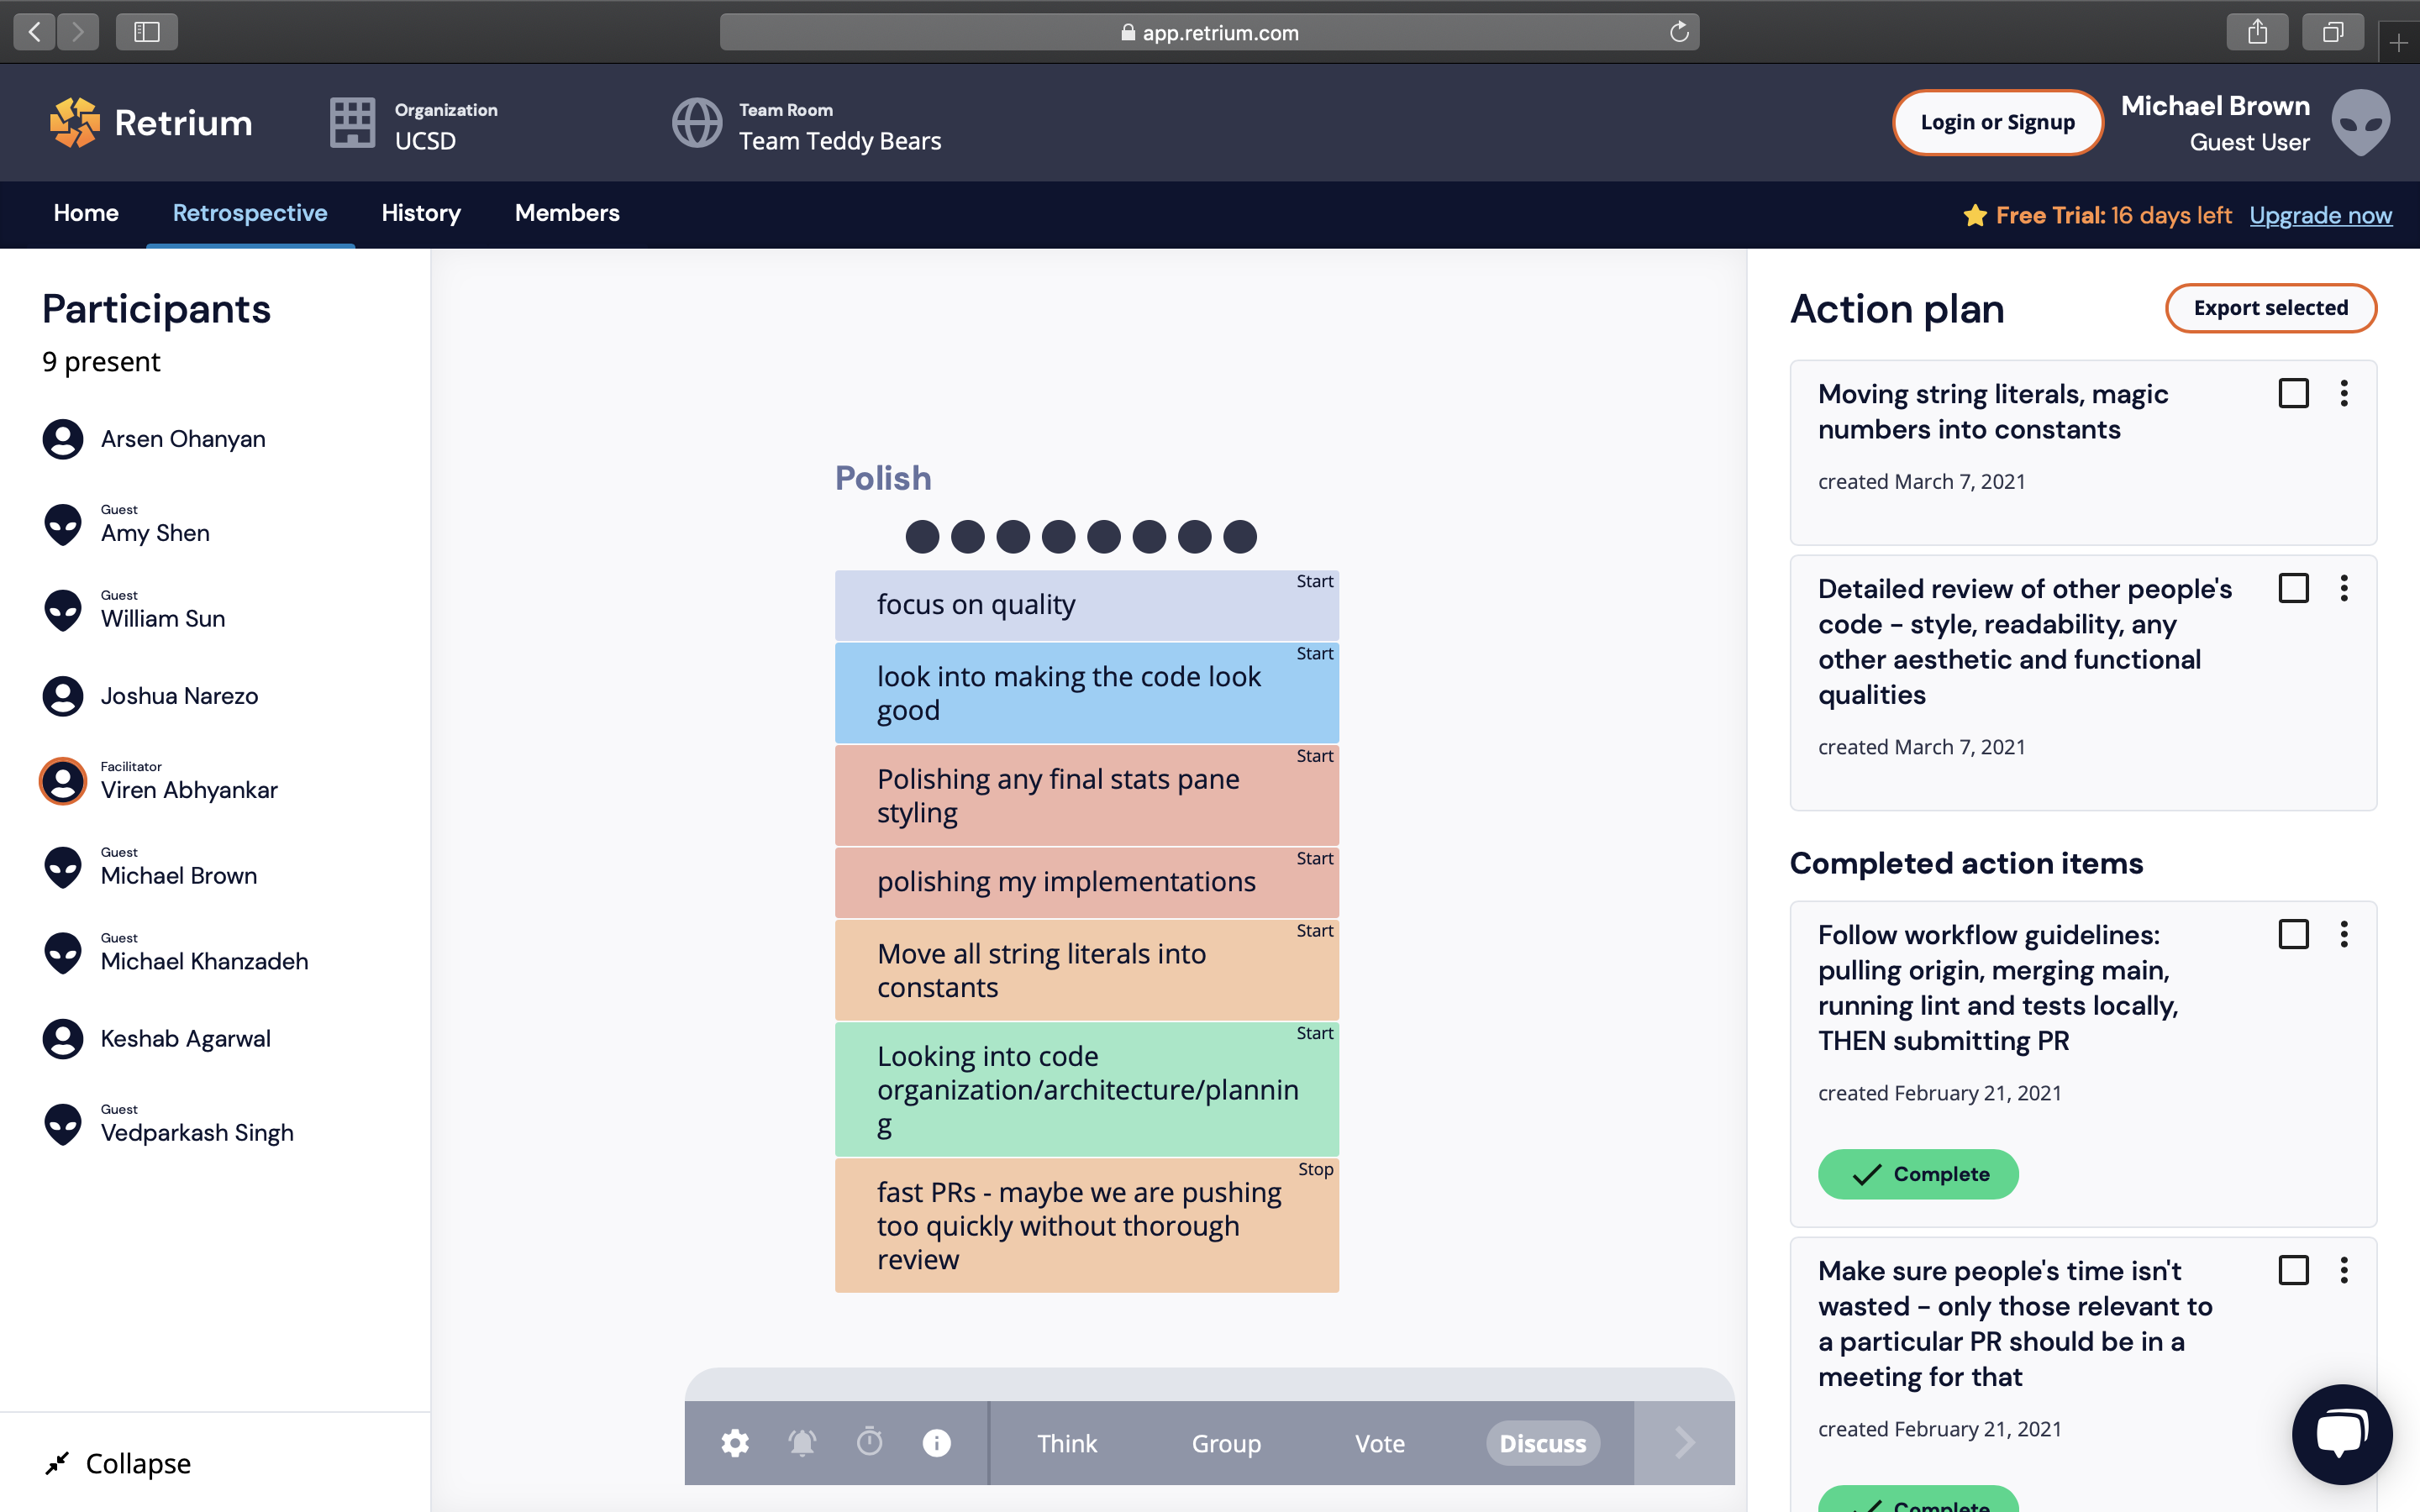 app.retrium.com
Retrium
Organization
UCSD
Team Room
Team Teddy Bears
Login or Signup
Michael Brown
Guest User
Home
Retrospective
History
Members
Free Trial: 16 days left
Upgrade now
Participants
9 present
Arsen Ohanyan
Guest
Amy Shen
Guest
William Sun
Joshua Narezo
Facilitator
Viren Abhyankar
Guest
Michael Brown
Guest
Michael Khanzadeh
Keshab Agarwal
Guest
Vedparkash Singh
Collapse
Polish
Start
focus on quality
Start
look into making the code look
good
Start
Polishing any final stats pane
styling
Start
polishing my implementations
Start
Move all string literals into
constants
Start
Looking into code
organization/architecture/plannin
g
Stop
fast PRs - maybe we are pushing
too quickly without thorough
review
Think
Group
Vote
Discuss
Action plan
Export selected
Moving string literals, magic
numbers into constants
created March 7, 2021
Detailed review of other people's
code - style, readability, any
other aesthetic and functional
qualities
created March 7, 2021
Completed action items
Follow workflow guidelines:
pulling origin, merging main,
running lint and tests locally,
THEN submitting PR
created February 21, 2021
Complete
Make sure people's time isn't
wasted - only those relevant to
a particular PR should be in a
meeting for that
created February 21, 2021
Complete